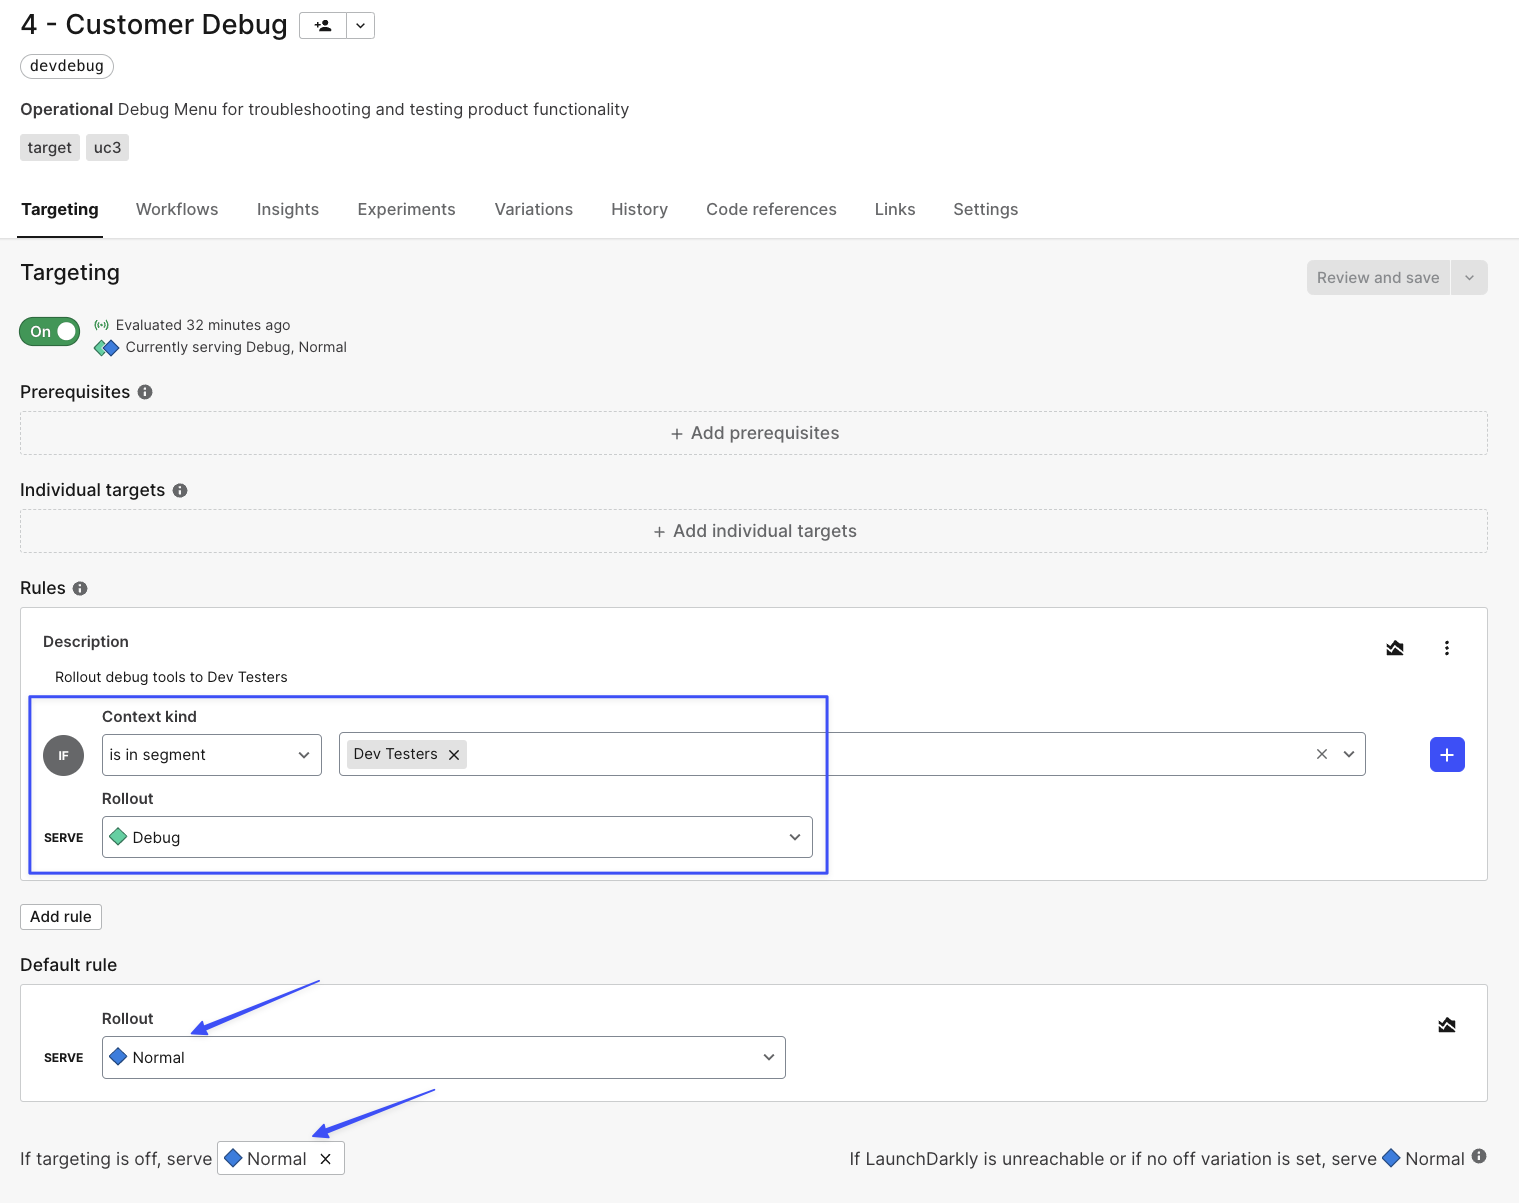 4 - Customer Debug
devdebug
Operational Debug Menu for troubleshooting and testing product functionality
target uc3
Targeting Workflows Insights Experiments Variations History Code references Links Settings
Targeting
Review and save
On
Evaluated 32 minutes ago
Currently serving Debug, Normal
Prerequisites
+ Add prerequisites
Individual targets
+ Add individual targets
Rules
Description
Rollout debug tools to Dev Testers
Context kind
IF is in segment Dev Testers
Rollout
SERVE Debug
Add rule
Default rule
Rollout
SERVE Normal
If targeting is off, serve Normal
If LaunchDarkly is unreachable or if no off variation is set, serve Normal